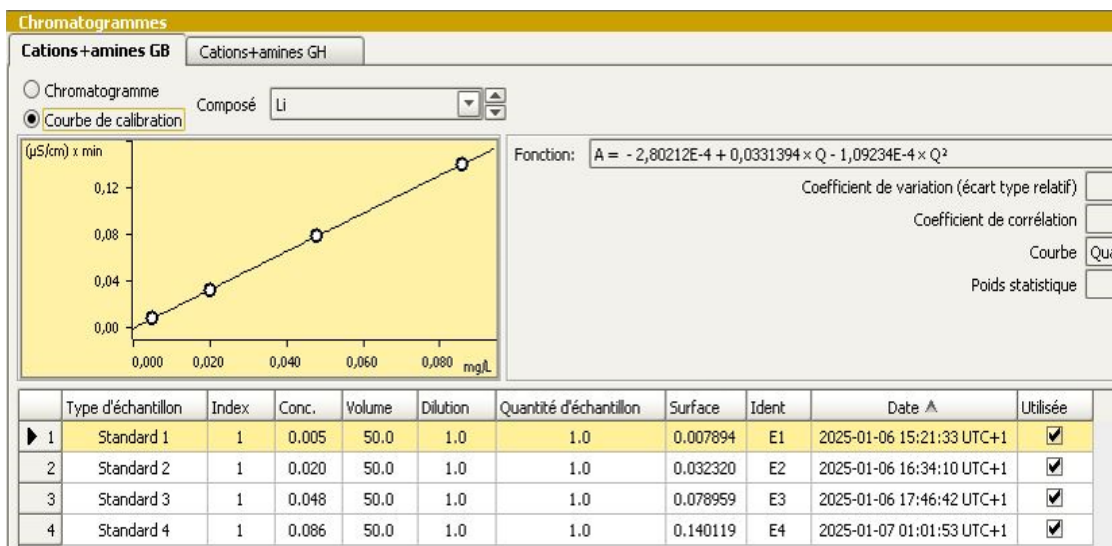 Chromatogrammes
Cations+amines GB Cations+amines GH
Chromatogramme
Composé Li
Courbe de calibration
(µS/cm) x min
0,12
0,08
0,04
0,00
0,000 0,020 0,040 0,060 0,080 mg/L
Fonction: A = - 2,80212E-4 + 0,0331394 × Q - 1,09234E-4 × Q²
Coefficient de variation (écart type relatif)
Coefficient de corrélation
Courbe Qua
Poids statistique
Type d'échantillon Index Conc. Volume Dilution Quantité d'échantillon Surface Ident Date Utilisée
1 Standard 1 1 0.005 50.0 1.0 1.0 0.007894 E1 2025-01-06 15:21:33 UTC+1
2 Standard 2 1 0.020 50.0 1.0 1.0 0.032320 E2 2025-01-06 16:34:10 UTC+1
3 Standard 3 1 0.048 50.0 1.0 1.0 0.078959 E3 2025-01-06 17:46:42 UTC+1
4 Standard 4 1 0.086 50.0 1.0 1.0 0.140119 E4 2025-01-07 01:01:53 UTC+1